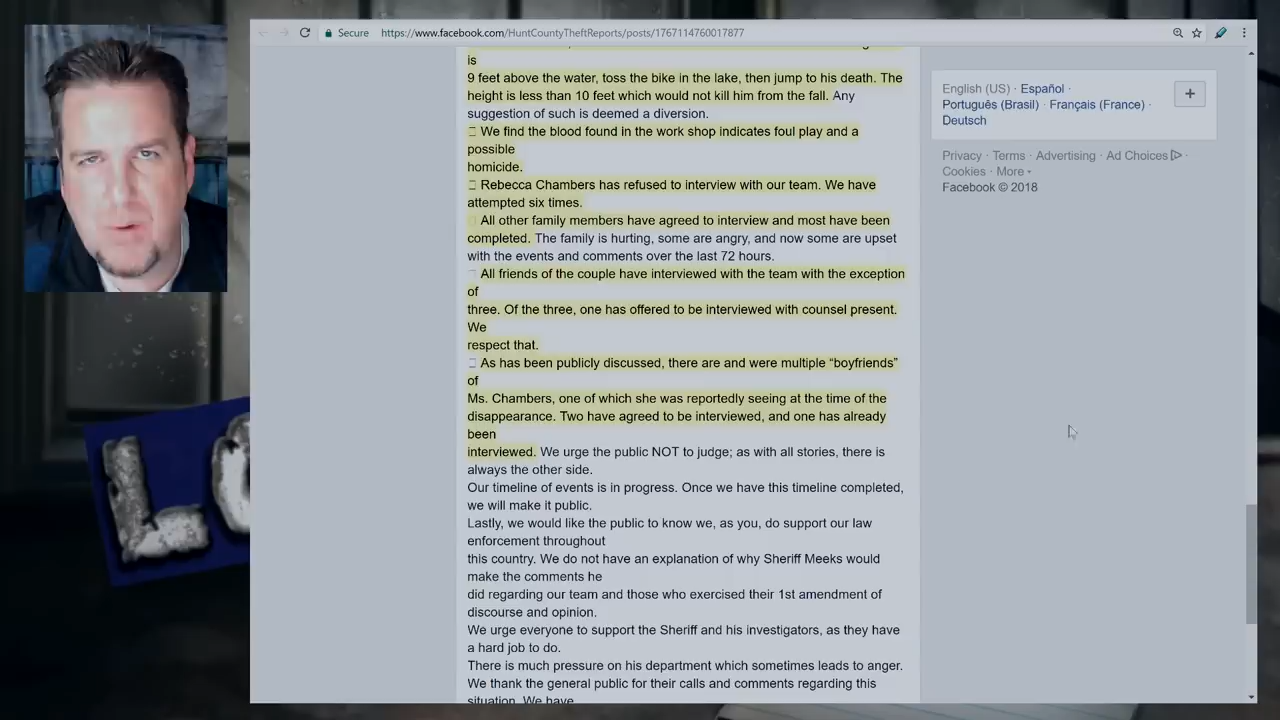 Secure https://www.facebook.com/HuntCountyTheftReports/posts/1767114760017877
is
9 feet above the water, toss the bike in the lake, then jump to his death. The
height is less than 10 feet which would not kill him from the fall. Any
suggestion of such is deemed a diversion.
We find the blood found in the work shop indicates foul play and a
possible
homicide.
Rebecca Chambers has refused to interview with our team. We have
attempted six times.
All other family members have agreed to interview and most have been
completed. The family is hurting, some are angry, and now some are upset
with the events and comments over the last 72 hours.
All friends of the couple have interviewed with the team with the exception
of
three. Of the three, one has offered to be interviewed with counsel present.
We
respect that.
As has been publicly discussed, there are and were multiple “boyfriends”
of
Ms. Chambers, one of which she was reportedly seeing at the time of the
disappearance. Two have agreed to be interviewed, and one has already
been
interviewed. We urge the public NOT to judge; as with all stories, there is
always the other side.
Our timeline of events is in progress. Once we have this timeline completed,
we will make it public.
Lastly, we would like the public to know we, as you, do support our law
enforcement throughout
this country. We do not have an explanation of why Sheriff Meeks would
make the comments he
did regarding our team and those who exercised their 1st amendment of
discourse and opinion.
We urge everyone to support the Sheriff and his investigators, as they have
a hard job to do.
There is much pressure on his department which sometimes leads to anger.
We thank the general public for their calls and comments regarding this
situation. We have
English (US) · Español ·
Português (Brasil) · Français (France) ·
Deutsch
+
Privacy · Terms · Advertising · Ad Choices ·
Cookies · More
Facebook © 2018